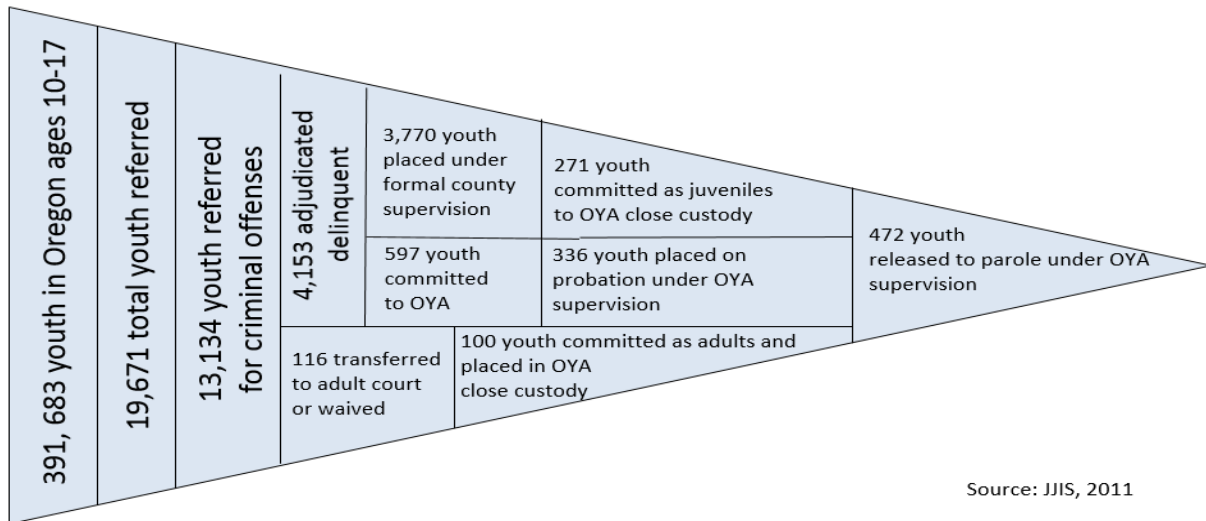 391, 683 youth in Oregon ages 10-17
19,671 total youth referred
13,134 youth referred
for criminal offenses
4,153 adjudicated
delinquent
3,770 youth
placed under
formal county
supervision
597 youth
committed
to OYA
271 youth
committed as juveniles
to OYA close custody
336 youth placed on
probation under OYA
supervision
116 transferred
to adult court
or waived
100 youth committed as adults and
placed in OYA
close custody
472 youth
released to parole under OYA
supervision
Source: JJIS, 2011